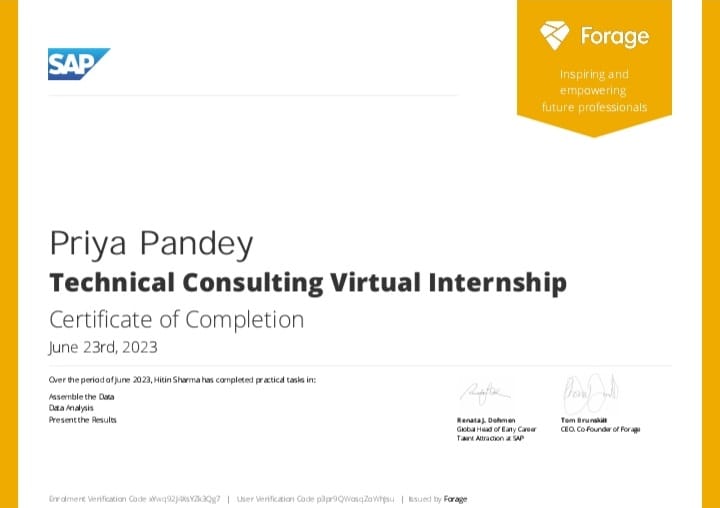 SAP
Forage
Inspiring and
empowering
future professionals
Priya Pandey
Technical Consulting Virtual Internship
Certificate of Completion
June 23rd, 2023
Over the period of June 2023, Hitin Sharma has completed practical tasks in:
Assemble the Data
Data Analysis
Present the Results
Renata J. Dohmen
Global Head of Early Career
Talent Attraction at SAP
Tom Brunskill
CEO, Co-Founder of Forage
Enrolment Verification Code | User Verification Code | Issued by Forage